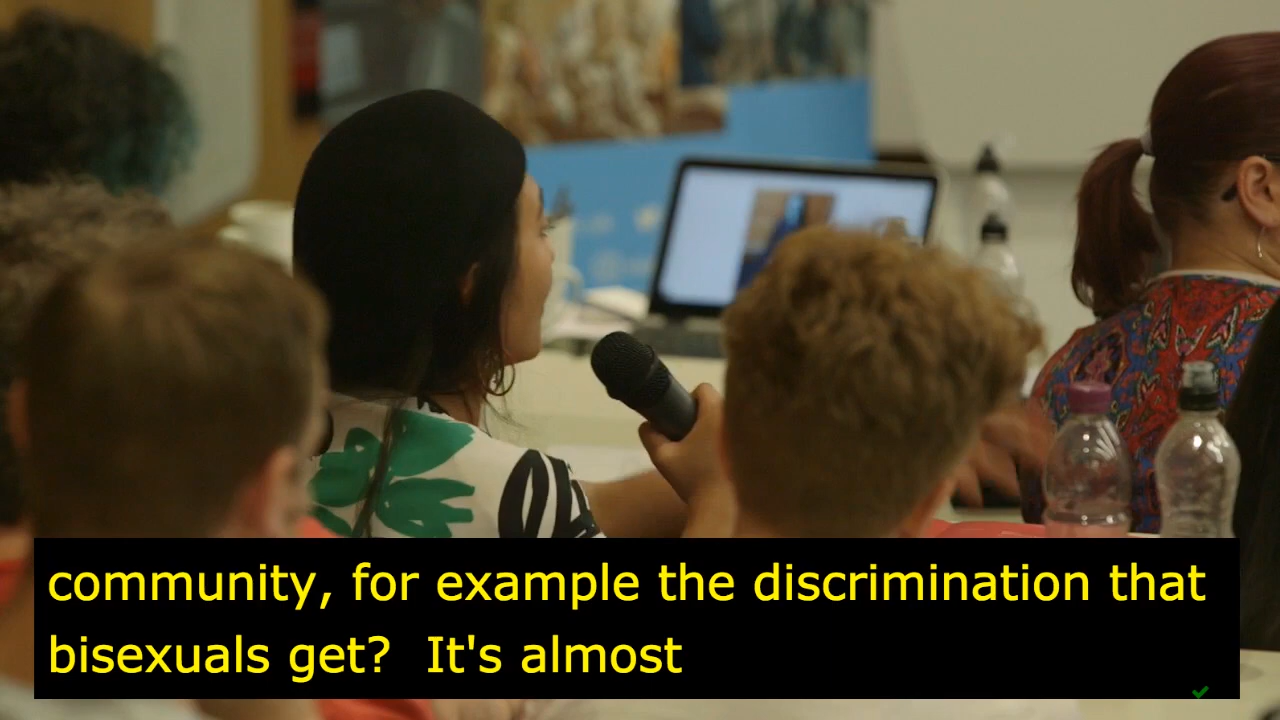 community, for example the discrimination that
bisexuals get?  It's almost